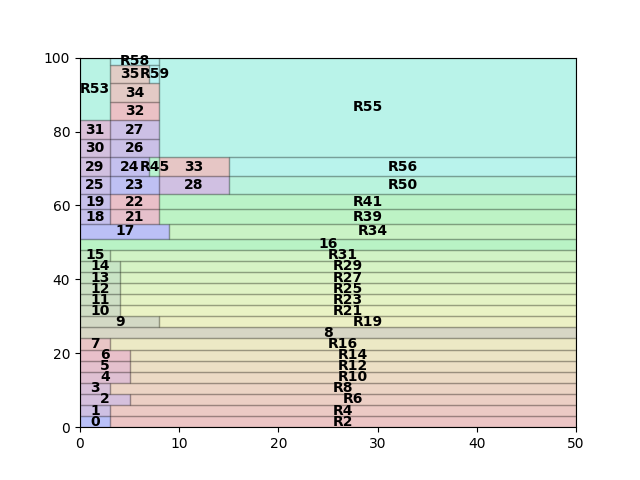 100
R58
35 R59
R53
34
R55
32
80
31 27
30 26
29 24 R45 33 R56
25 23 28 R50
60
19 22 R41
18 21 R39
17 R34
16
15 R31
40
14 R29
13 R27
12 R25
11 R23
10 R21
9 R19
8
20
7 R16
6 R14
5 R12
4 R10
3 R8
2 R6
1 R4
0
0 R2
0 10 20 30 40 50